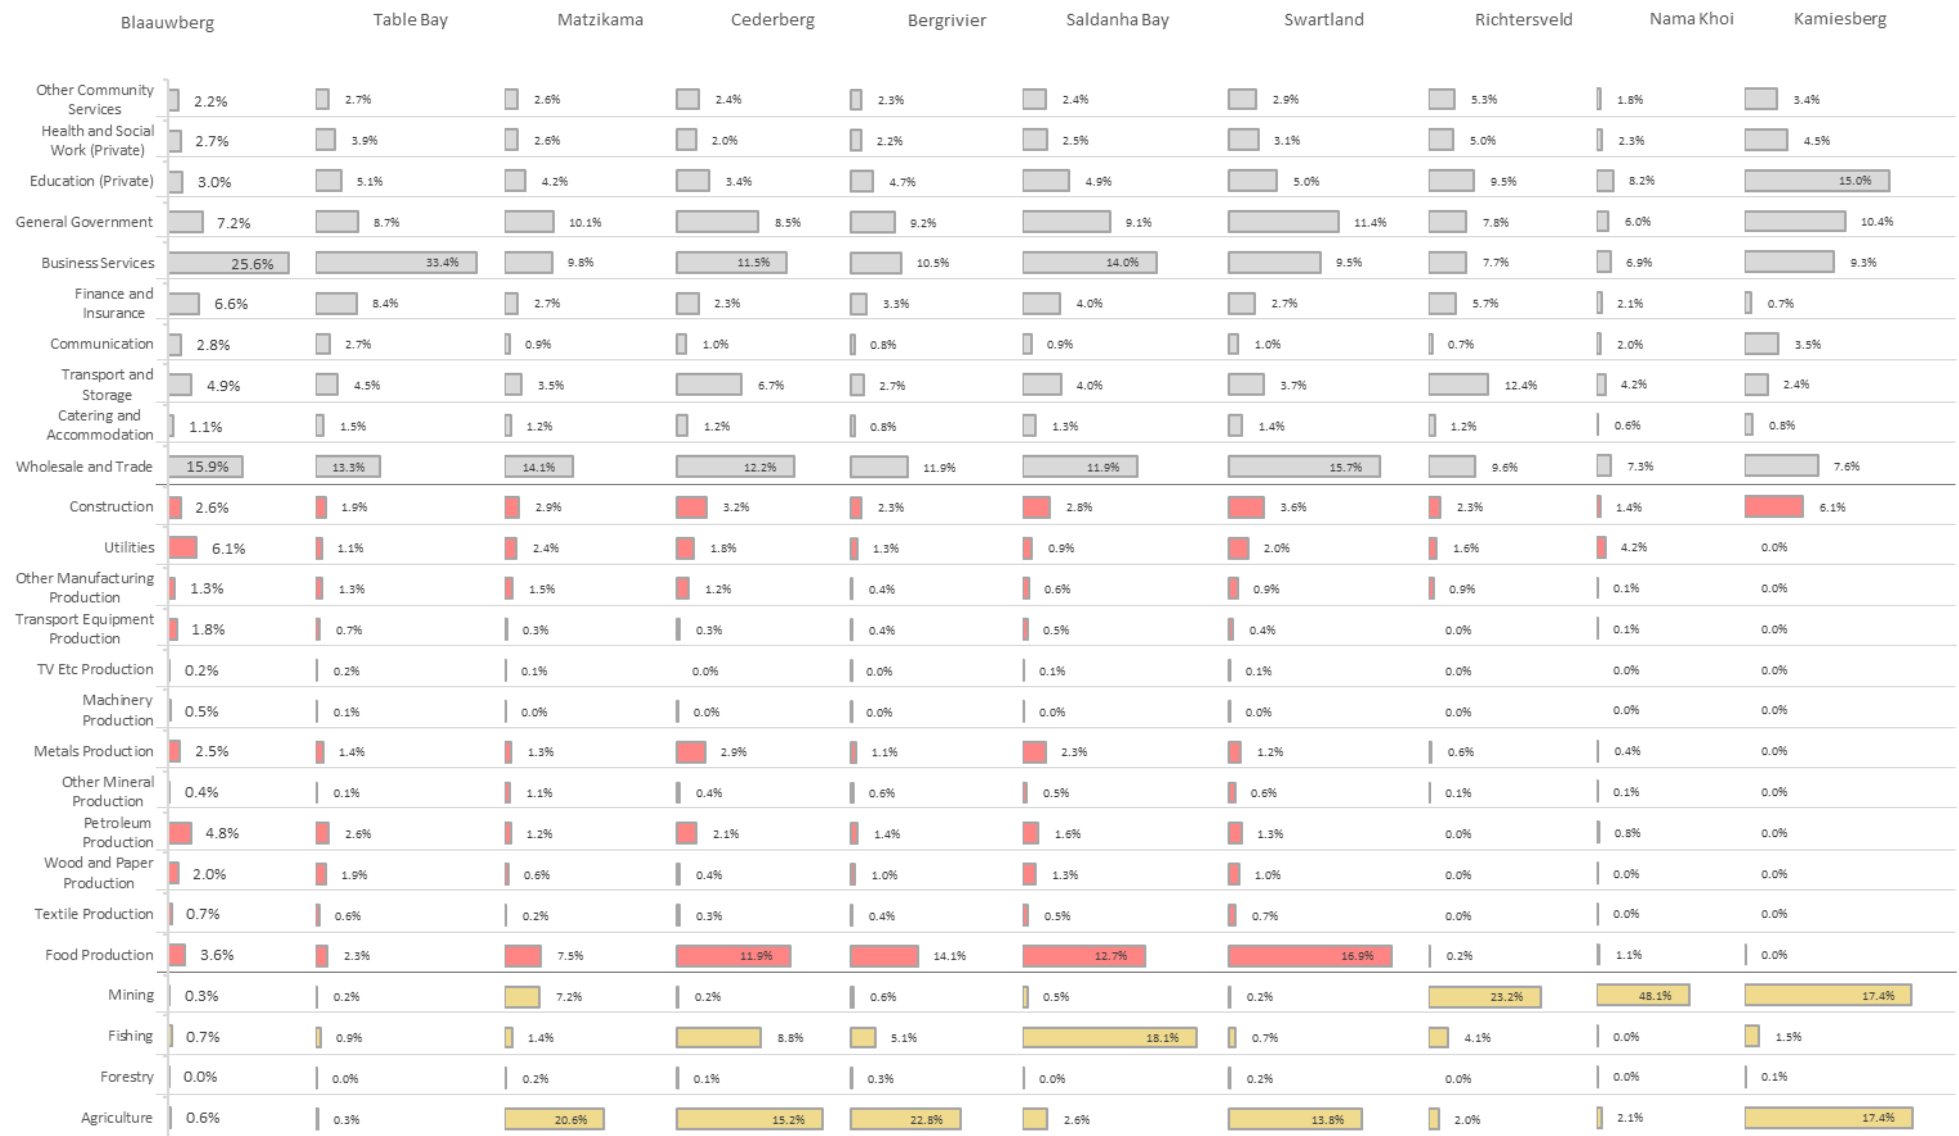 Blaauwberg Table Bay Matzikama Cederberg Bergrivier Saldanha Bay Swartland Richtersveld Nama Khoi Kamiesberg
Other Community
Services 2.2% 2.7% 2.6% 2.4% 2.3% 2.4% 2.9% 5.3% 1.8% 3.4%
Health and Social
Work (Private) 2.7% 3.9% 2.6% 2.0% 2.2% 2.5% 3.1% 5.0% 2.3% 4.5%
Education (Private) 3.0% 5.1% 4.2% 3.4% 4.7% 4.9% 5.0% 9.5% 8.2% 15.0%
General Government 7.2% 8.7% 10.1% 8.5% 9.2% 9.1% 11.4% 7.8% 6.0% 10.4%
Business Services 25.6% 33.4% 9.8% 11.5% 10.5% 14.0% 9.5% 7.7% 6.9% 9.3%
Finance and
Insurance 6.6% 8.4% 2.7% 2.3% 3.3% 4.0% 2.7% 5.7% 2.1% 0.7%
Communication 2.8% 2.7% 0.9% 1.0% 0.8% 0.9% 1.0% 0.7% 2.0% 3.5%
Transport and
Storage 4.9% 4.5% 3.5% 6.7% 2.7% 4.0% 3.7% 12.4% 4.2% 2.4%
Catering and
Accommodation 1.1% 1.5% 1.2% 1.2% 0.8% 1.3% 1.4% 1.2% 0.6% 0.8%
Wholesale and Trade 15.9% 13.3% 14.1% 12.2% 11.9% 11.9% 15.7% 9.6% 7.3% 7.6%
Construction 2.6% 1.9% 2.9% 3.2% 2.3% 2.8% 3.6% 2.3% 1.4% 6.1%
Utilities 6.1% 1.1% 2.4% 1.8% 1.3% 0.9% 2.0% 1.6% 4.2% 0.0%
Other Manufacturing
Production 1.3% 1.3% 1.5% 1.2% 0.4% 0.6% 0.9% 0.9% 0.1% 0.0%
Transport Equipment
Production 1.8% 0.7% 0.3% 0.3% 0.4% 0.5% 0.4% 0.0% 0.1% 0.0%
TV Etc Production 0.2% 0.2% 0.1% 0.0% 0.0% 0.1% 0.1% 0.0% 0.0% 0.0%
Machinery
Production 0.5% 0.1% 0.0% 0.0% 0.0% 0.0% 0.0% 0.0% 0.0% 0.0%
Metals Production 2.5% 1.4% 1.3% 2.9% 1.1% 2.3% 1.2% 0.6% 0.4% 0.0%
Other Mineral
Production 0.4% 0.1% 1.1% 0.4% 0.6% 0.5% 0.6% 0.1% 0.1% 0.0%
Petroleum
Production 4.8% 2.6% 1.2% 2.1% 1.4% 1.6% 1.3% 0.0% 0.8% 0.0%
Wood and Paper
Production 2.0% 1.9% 0.6% 0.4% 1.0% 1.3% 1.0% 0.0% 0.0% 0.0%
Textile Production 0.7% 0.6% 0.2% 0.3% 0.4% 0.5% 0.7% 0.0% 0.0% 0.0%
Food Production 3.6% 2.3% 7.5% 11.9% 14.1% 12.7% 16.9% 0.2% 1.1% 0.0%
Mining 0.3% 0.2% 7.2% 0.2% 0.6% 0.5% 0.2% 23.2% 48.1% 17.4%
Fishing 0.7% 0.9% 1.4% 8.8% 5.1% 18.1% 0.7% 4.1% 0.0% 1.5%
Forestry 0.0% 0.0% 0.2% 0.1% 0.3% 0.0% 0.2% 0.0% 0.0% 0.1%
Agriculture 0.6% 0.3% 20.6% 15.2% 22.8% 2.6% 13.8% 2.0% 2.1% 17.4%